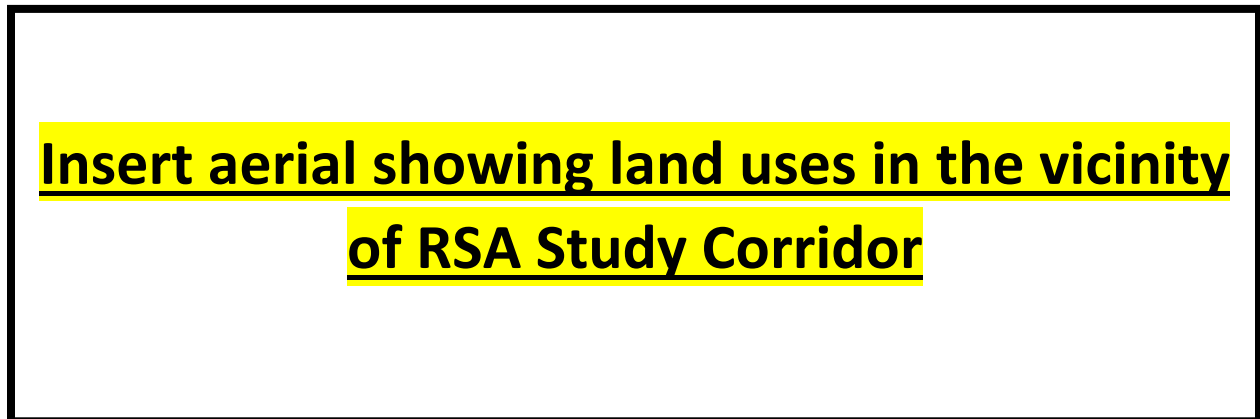 Insert aerial showing land uses in the vicinity
of RSA Study Corridor